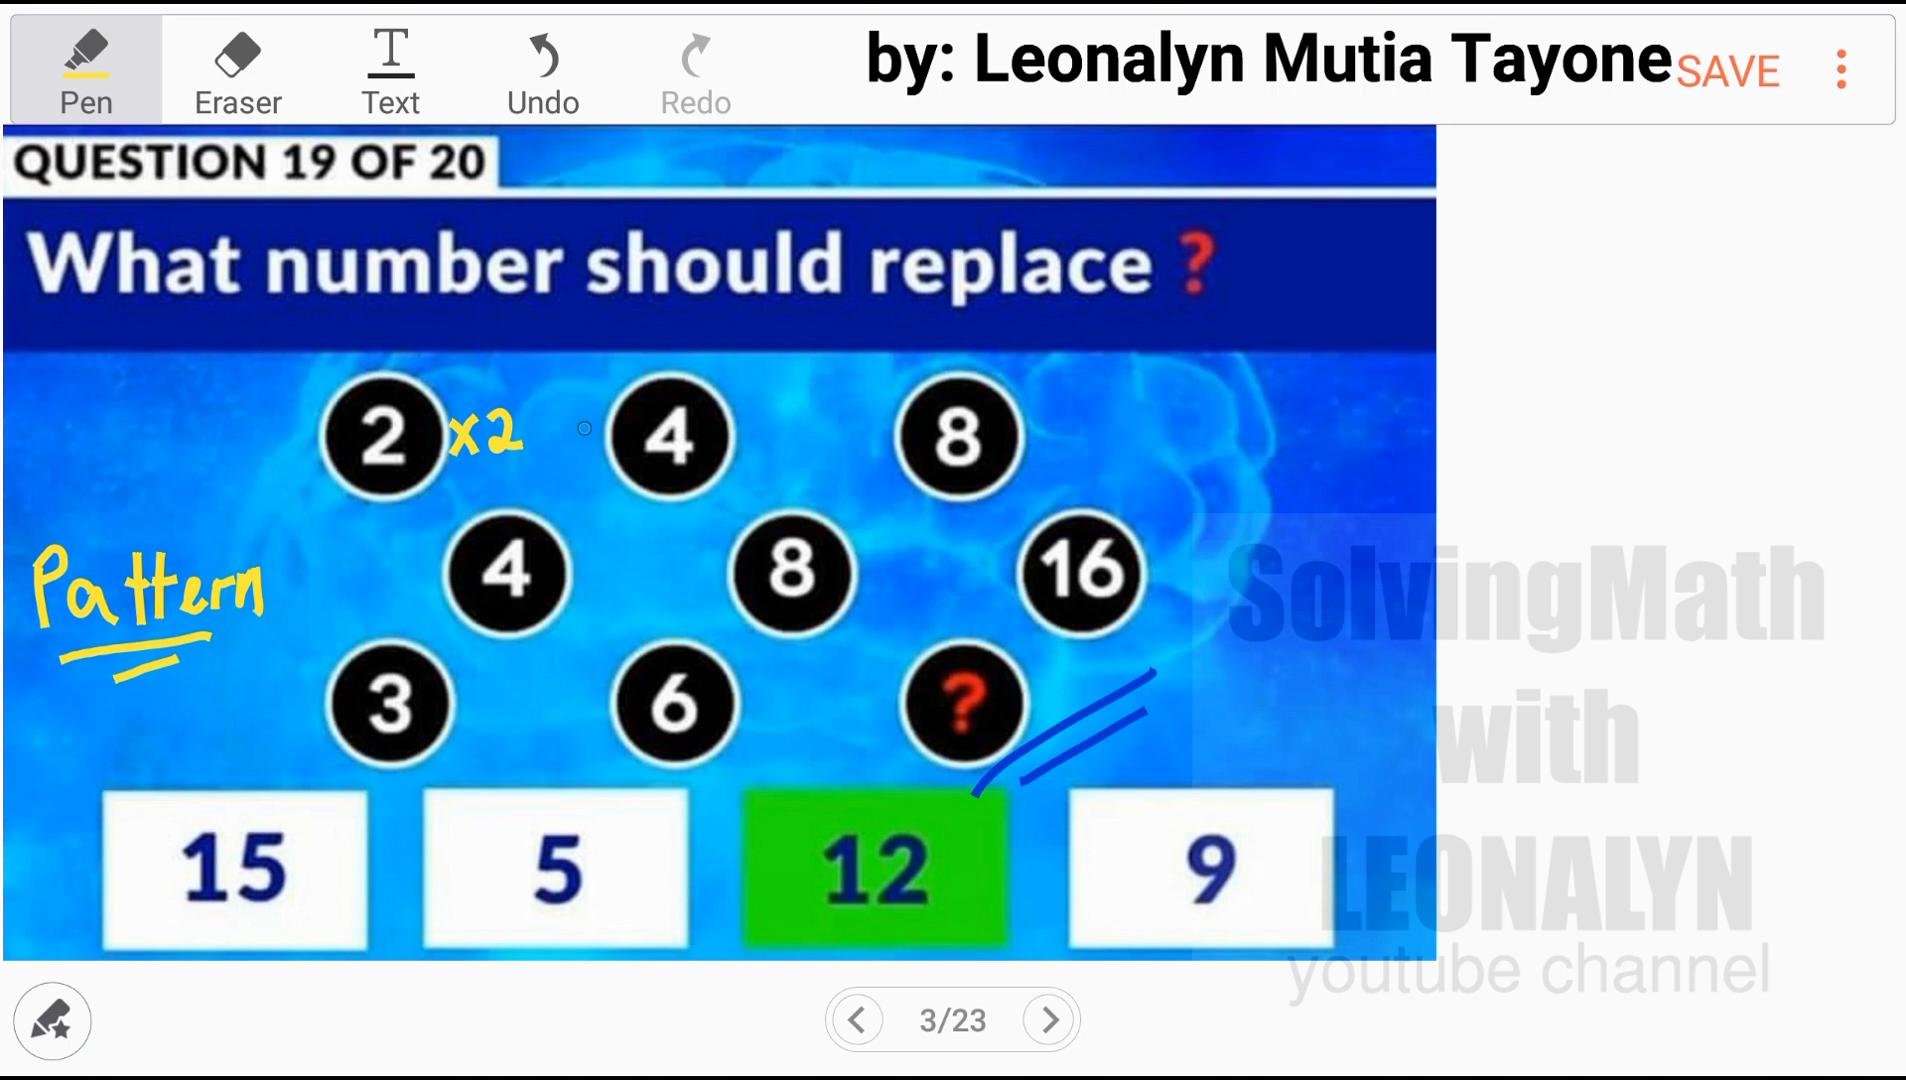 Pen Eraser Text Undo Redo by: Leonalyn Mutia Tayone SAVE
QUESTION 19 OF 20
What number should replace ?
2 ×2 4 8
4 8 16
Pattern
3 6 ?
15 5 12 9
SolvingMath
with
LEONALYN
youtube channel
3/23